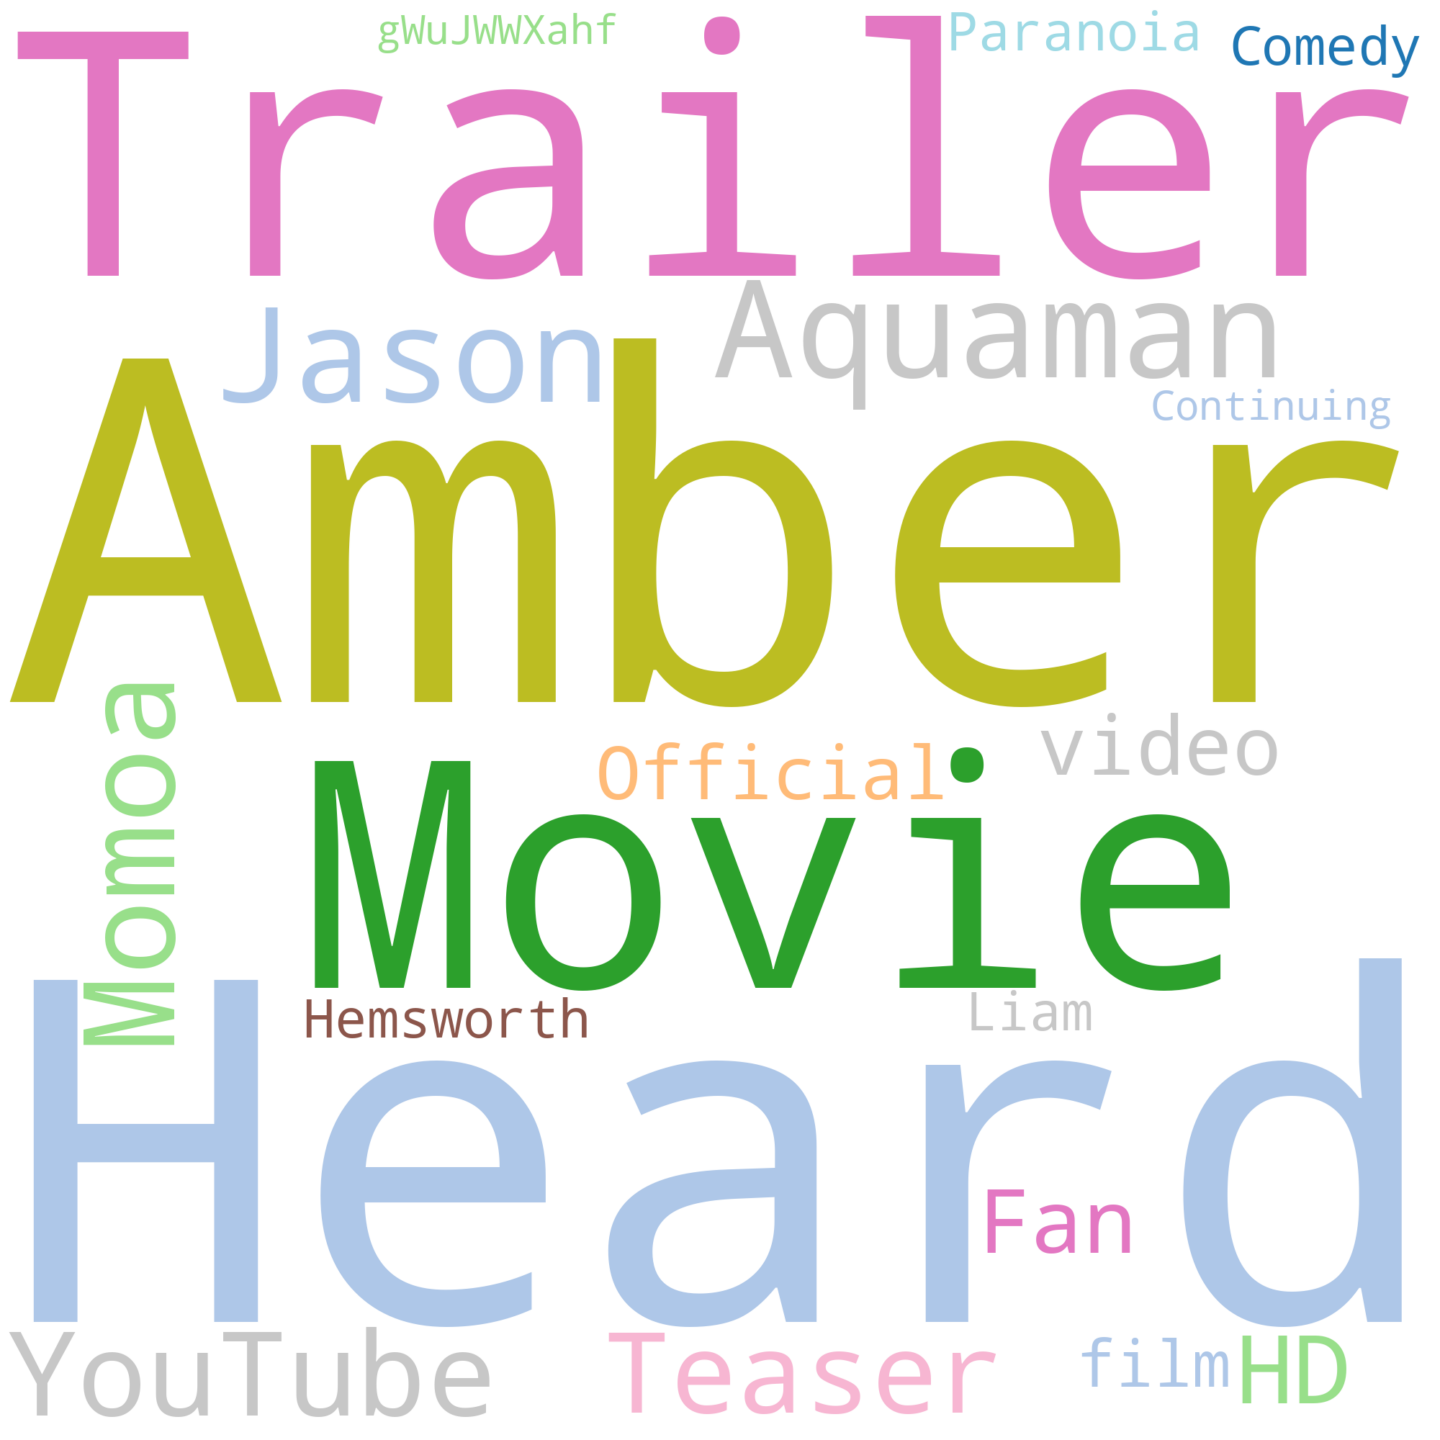 gWuJWWXahf
Paranoia
Comedy
Trailer
Jason
Aquaman
Continuing
Amber
Momoa
Official
video
Movie
Hemsworth
Liam
Heard
Fan
YouTube
Teaser
film
HD